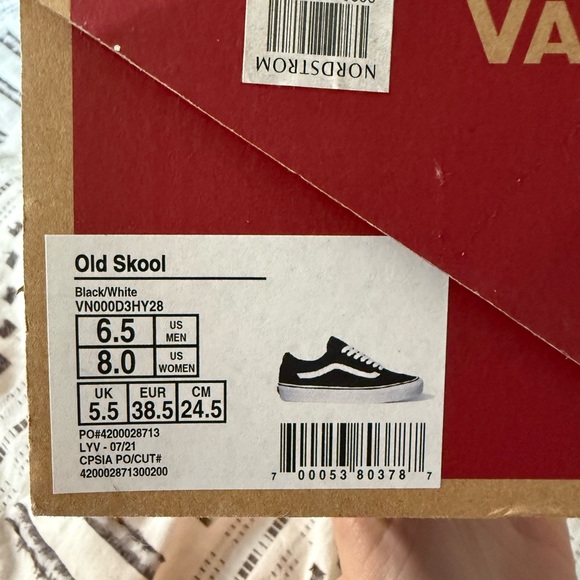 VA
NORDSTROM
Old Skool
Black/White
VN000D3HY28
6.5 US MEN
8.0 US WOMEN
UK EUR CM
5.5 38.5 24.5
PO#4200028713
LYV - 07/21
CPSIA PO/CUT#
420002871300200
7 00053 80378 7